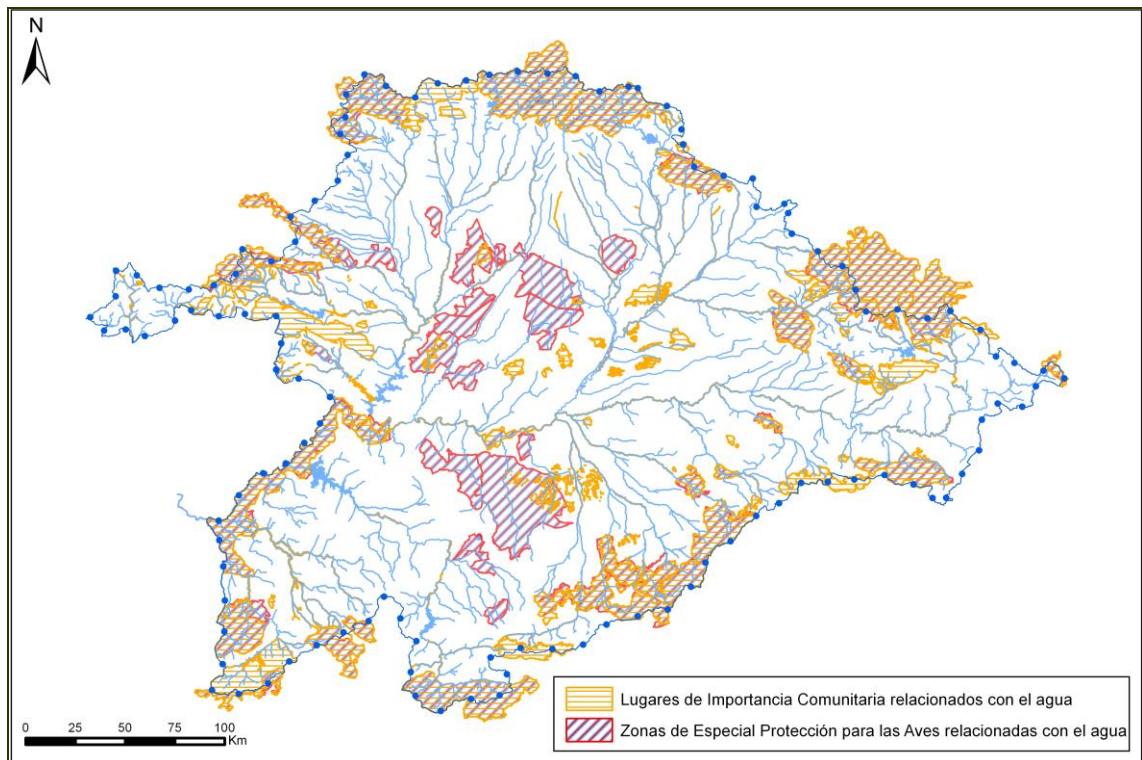 N
Lugares de Importancia Comunitaria relacionados con el agua
Zonas de Especial Protección para las Aves relacionadas con el agua
0 25 50 75 100
Km